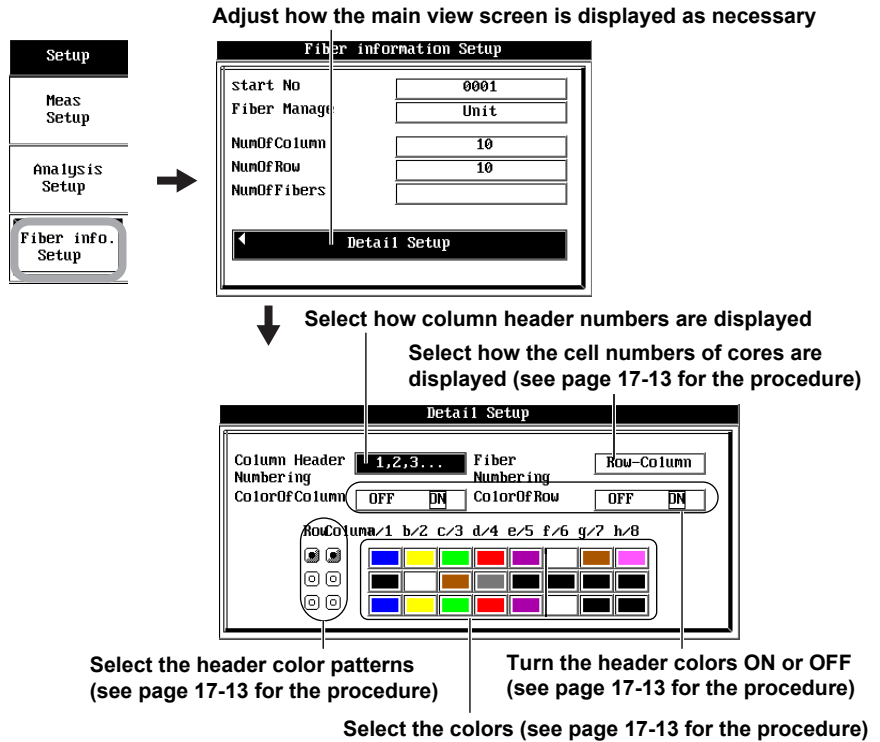 Adjust how the main view screen is displayed as necessary
Setup
Meas
Setup
Analysis
Setup
Fiber info.
Setup
Fiber information Setup
start No 0001
Fiber Manage Unit
NumOfColumn 10
NumOfRow 10
NumOfFibers
Detail Setup
Select how column header numbers are displayed
Select how the cell numbers of cores are
displayed (see page 17-13 for the procedure)
Detail Setup
Column Header Numbering 1,2,3... Fiber Numbering Row-Column
ColorOfColumn OFF ON ColorOfRow OFF ON
Row Column a/1 b/2 c/3 d/4 e/5 f/6 g/7 h/8
Select the header color patterns
(see page 17-13 for the procedure)
Turn the header colors ON or OFF
(see page 17-13 for the procedure)
Select the colors (see page 17-13 for the procedure)